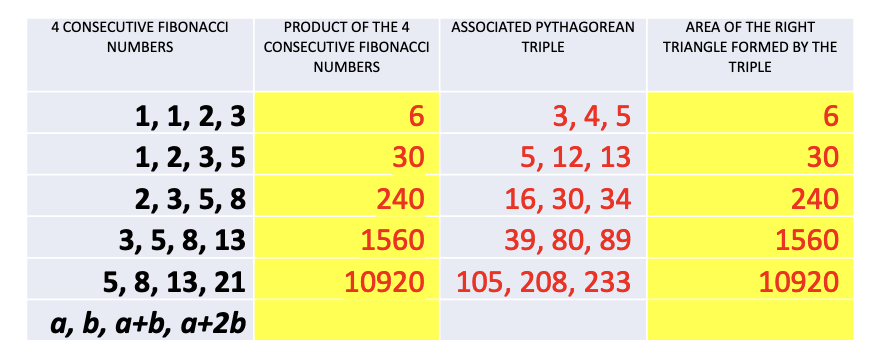 4 CONSECUTIVE FIBONACCI
NUMBERS
PRODUCT OF THE 4
CONSECUTIVE FIBONACCI
NUMBERS
ASSOCIATED PYTHAGOREAN
TRIPLE
AREA OF THE RIGHT
TRIANGLE FORMED BY THE
TRIPLE
1, 1, 2, 3 6 3, 4, 5 6
1, 2, 3, 5 30 5, 12, 13 30
2, 3, 5, 8 240 16, 30, 34 240
3, 5, 8, 13 1560 39, 80, 89 1560
5, 8, 13, 21 10920 105, 208, 233 10920
a, b, a+b, a+2b